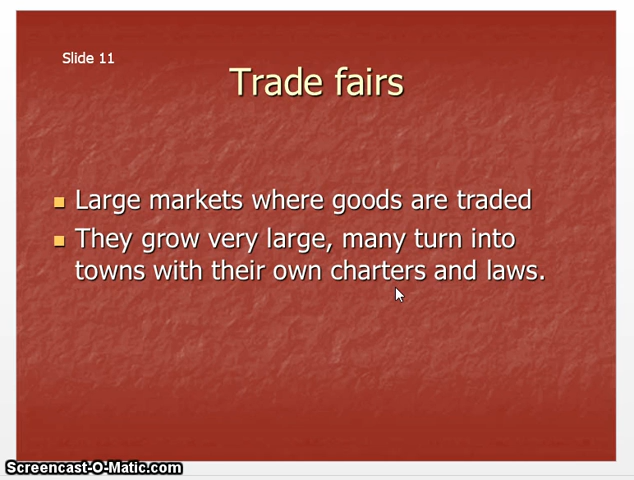 Slide 11
Trade fairs
Large markets where goods are traded
They grow very large, many turn into
towns with their own charters and laws.
Screencast-O-Matic.com